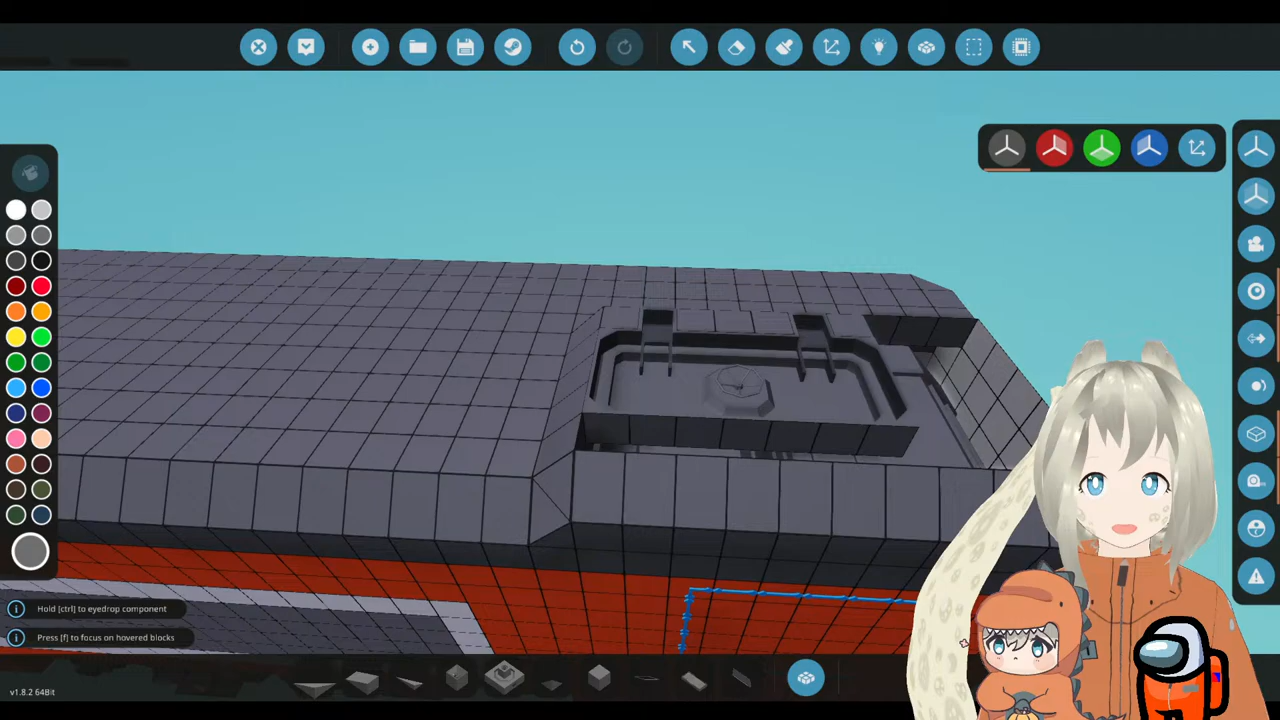 Hold [ctrl] to eyedrop component
Press [f] to focus on hovered blocks
v1.8.2 64Bit